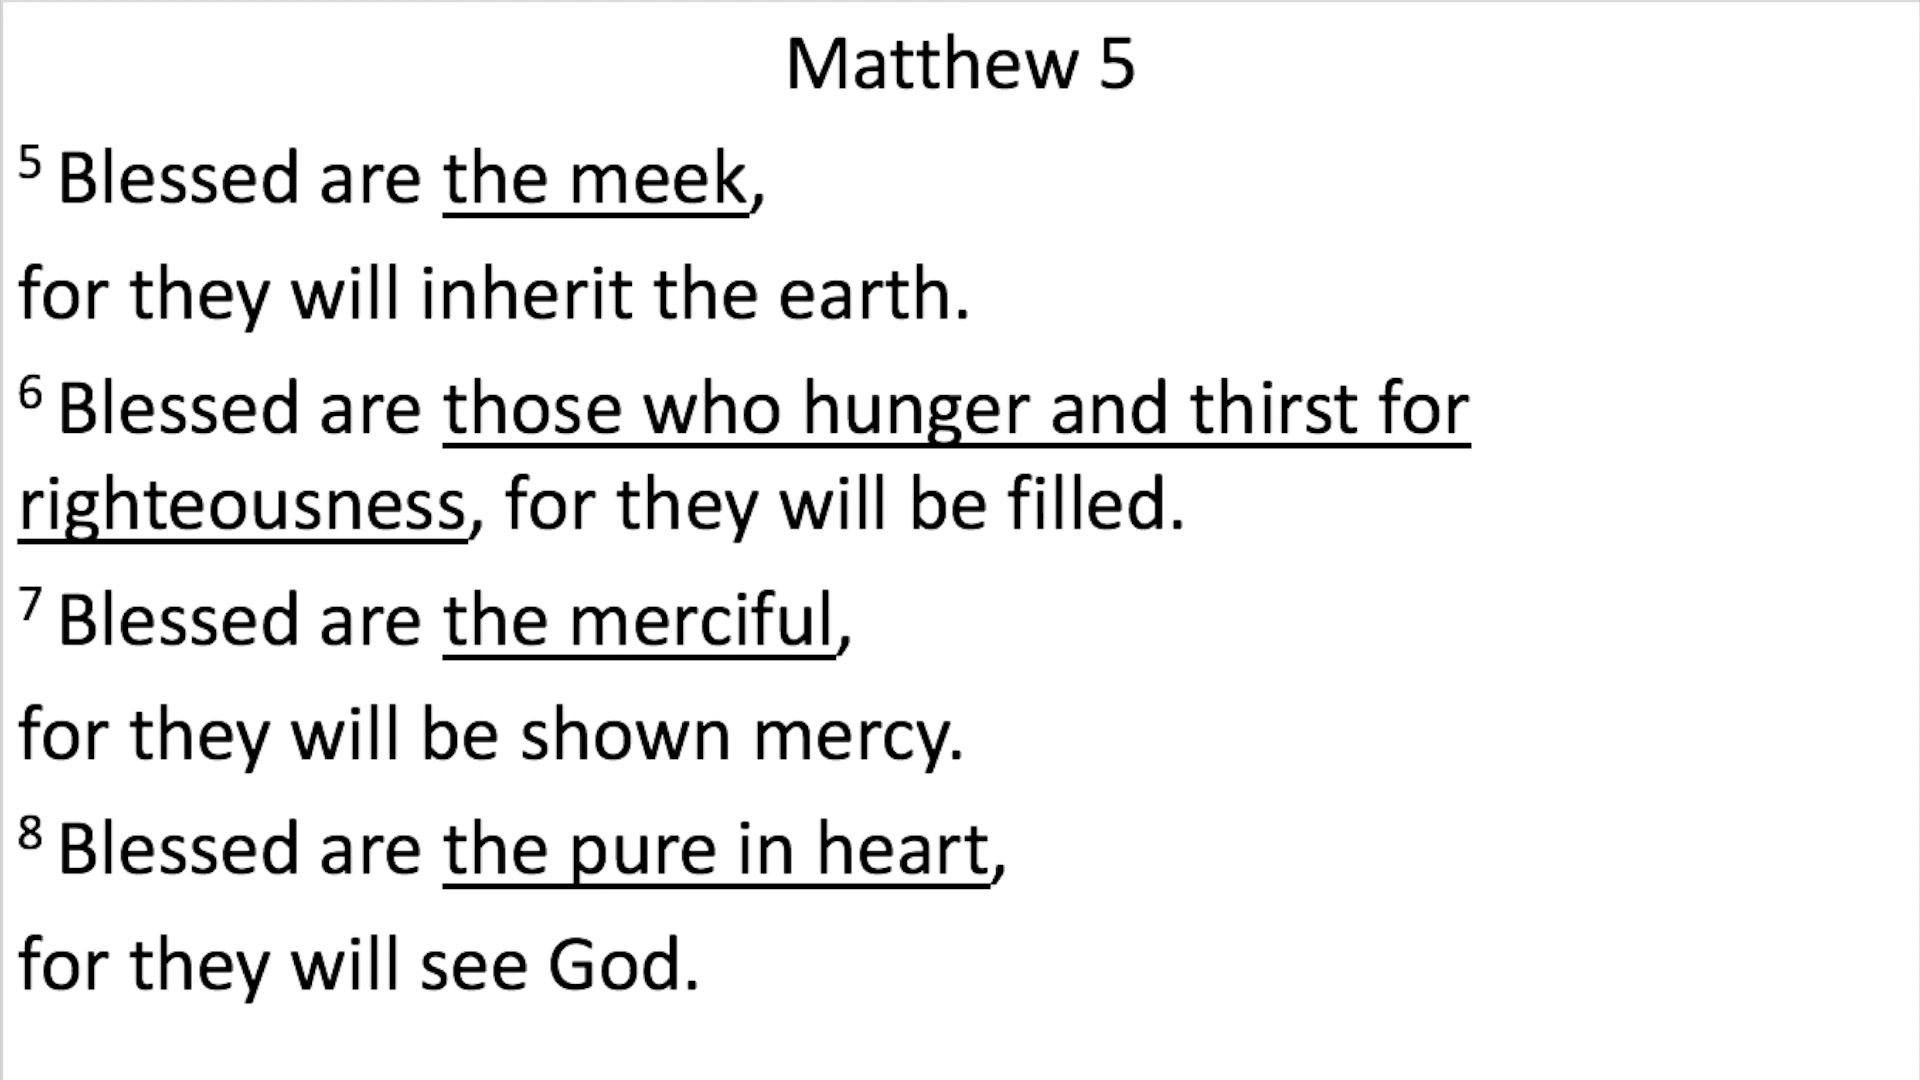 Matthew 5
5 Blessed are the meek,
for they will inherit the earth.
6 Blessed are those who hunger and thirst for
righteousness, for they will be filled.
7 Blessed are the merciful,
for they will be shown mercy.
8 Blessed are the pure in heart,
for they will see God.